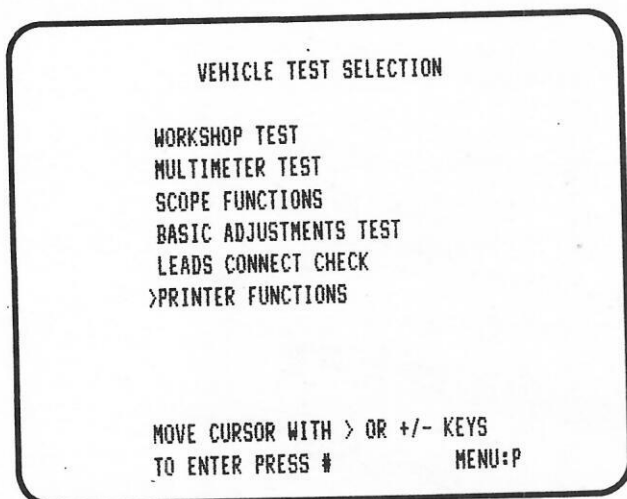 VEHICLE TEST SELECTION
WORKSHOP TEST
MULTIMETER TEST
SCOPE FUNCTIONS
BASIC ADJUSTMENTS TEST
LEADS CONNECT CHECK
>PRINTER FUNCTIONS
MOVE CURSOR WITH > OR +/- KEYS
TO ENTER PRESS # MENU:P